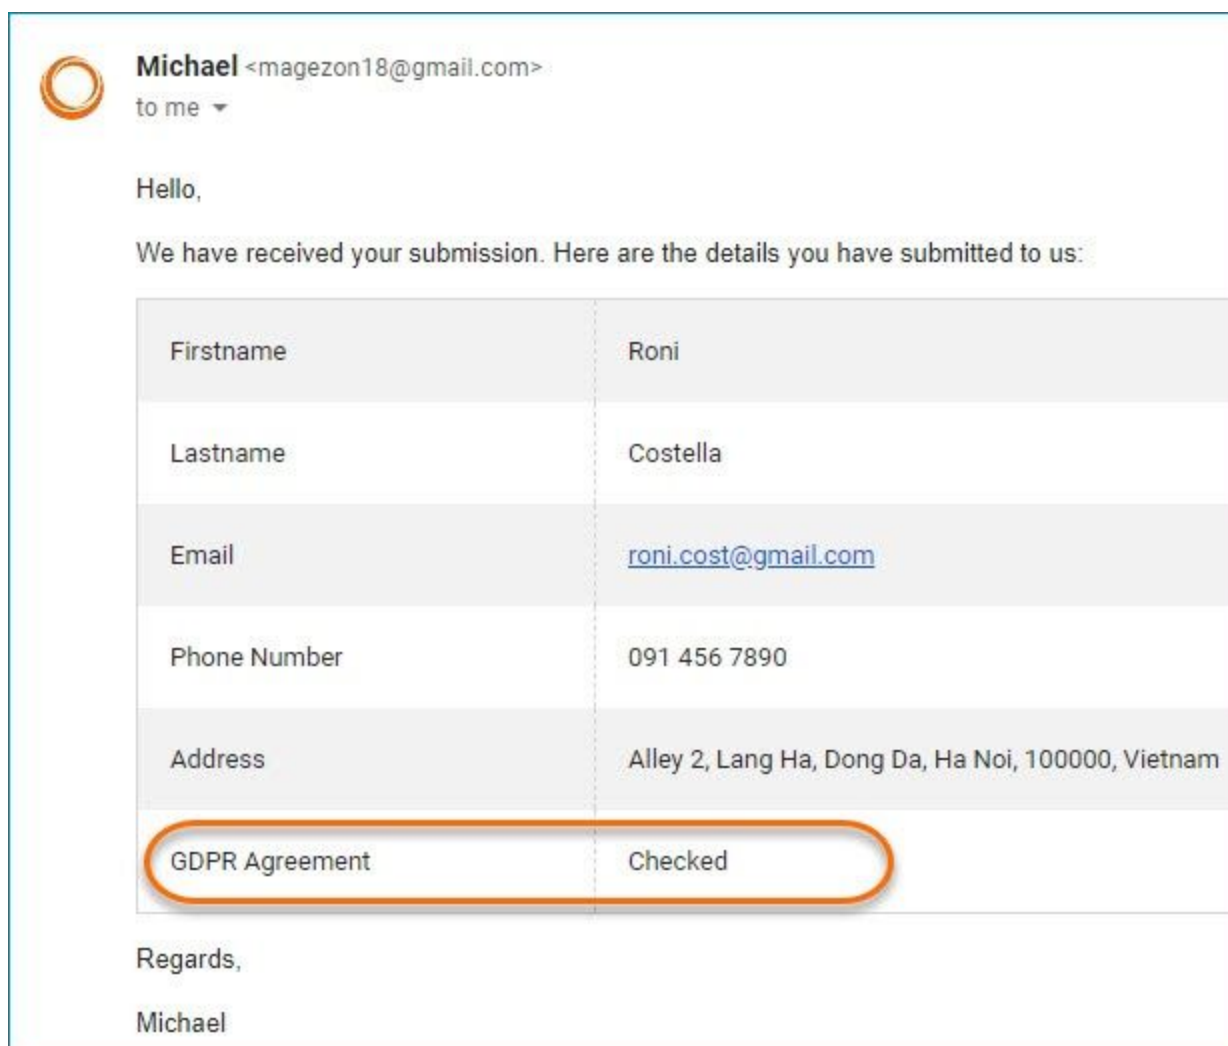 Michael <magezon18@gmail.com>
to me
Hello,
We have received your submission. Here are the details you have submitted to us:
Firstname Roni
Lastname Costella
Email roni.cost@gmail.com
Phone Number 091 456 7890
Address Alley 2, Lang Ha, Dong Da, Ha Noi, 100000, Vietnam
GDPR Agreement Checked
Regards,
Michael